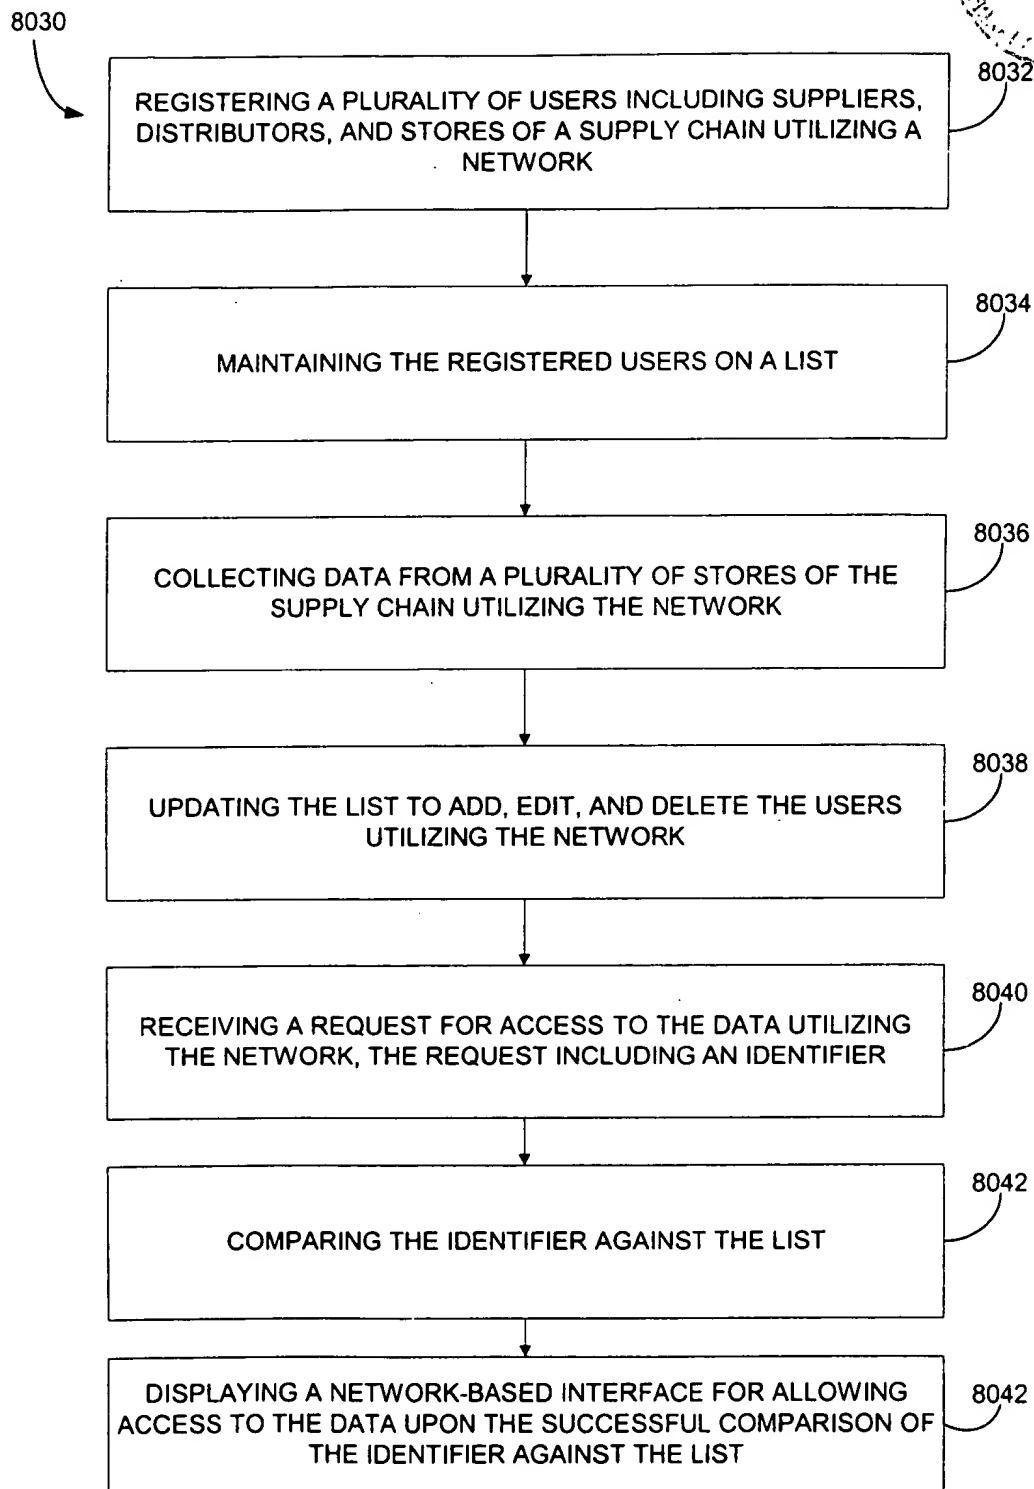 8030
8032
REGISTERING A PLURALITY OF USERS INCLUDING SUPPLIERS,
DISTRIBUTORS, AND STORES OF A SUPPLY CHAIN UTILIZING A
NETWORK
8034
MAINTAINING THE REGISTERED USERS ON A LIST
8036
COLLECTING DATA FROM A PLURALITY OF STORES OF THE
SUPPLY CHAIN UTILIZING THE NETWORK
8038
UPDATING THE LIST TO ADD, EDIT, AND DELETE THE USERS
UTILIZING THE NETWORK
8040
RECEIVING A REQUEST FOR ACCESS TO THE DATA UTILIZING
THE NETWORK, THE REQUEST INCLUDING AN IDENTIFIER
8042
COMPARING THE IDENTIFIER AGAINST THE LIST
8042
DISPLAYING A NETWORK-BASED INTERFACE FOR ALLOWING
ACCESS TO THE DATA UPON THE SUCCESSFUL COMPARISON OF
THE IDENTIFIER AGAINST THE LIST